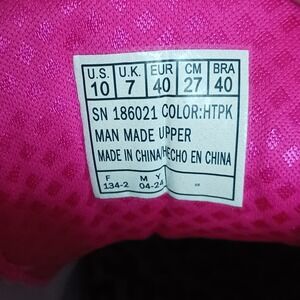 U.S. U.K. EUR CM BRA
10 7 40 27 40
SN 186021 COLOR:HTPK
MAN MADE UPPER
MADE IN CHINA/HECHO EN CHINA
F M Y
134-2 04-24